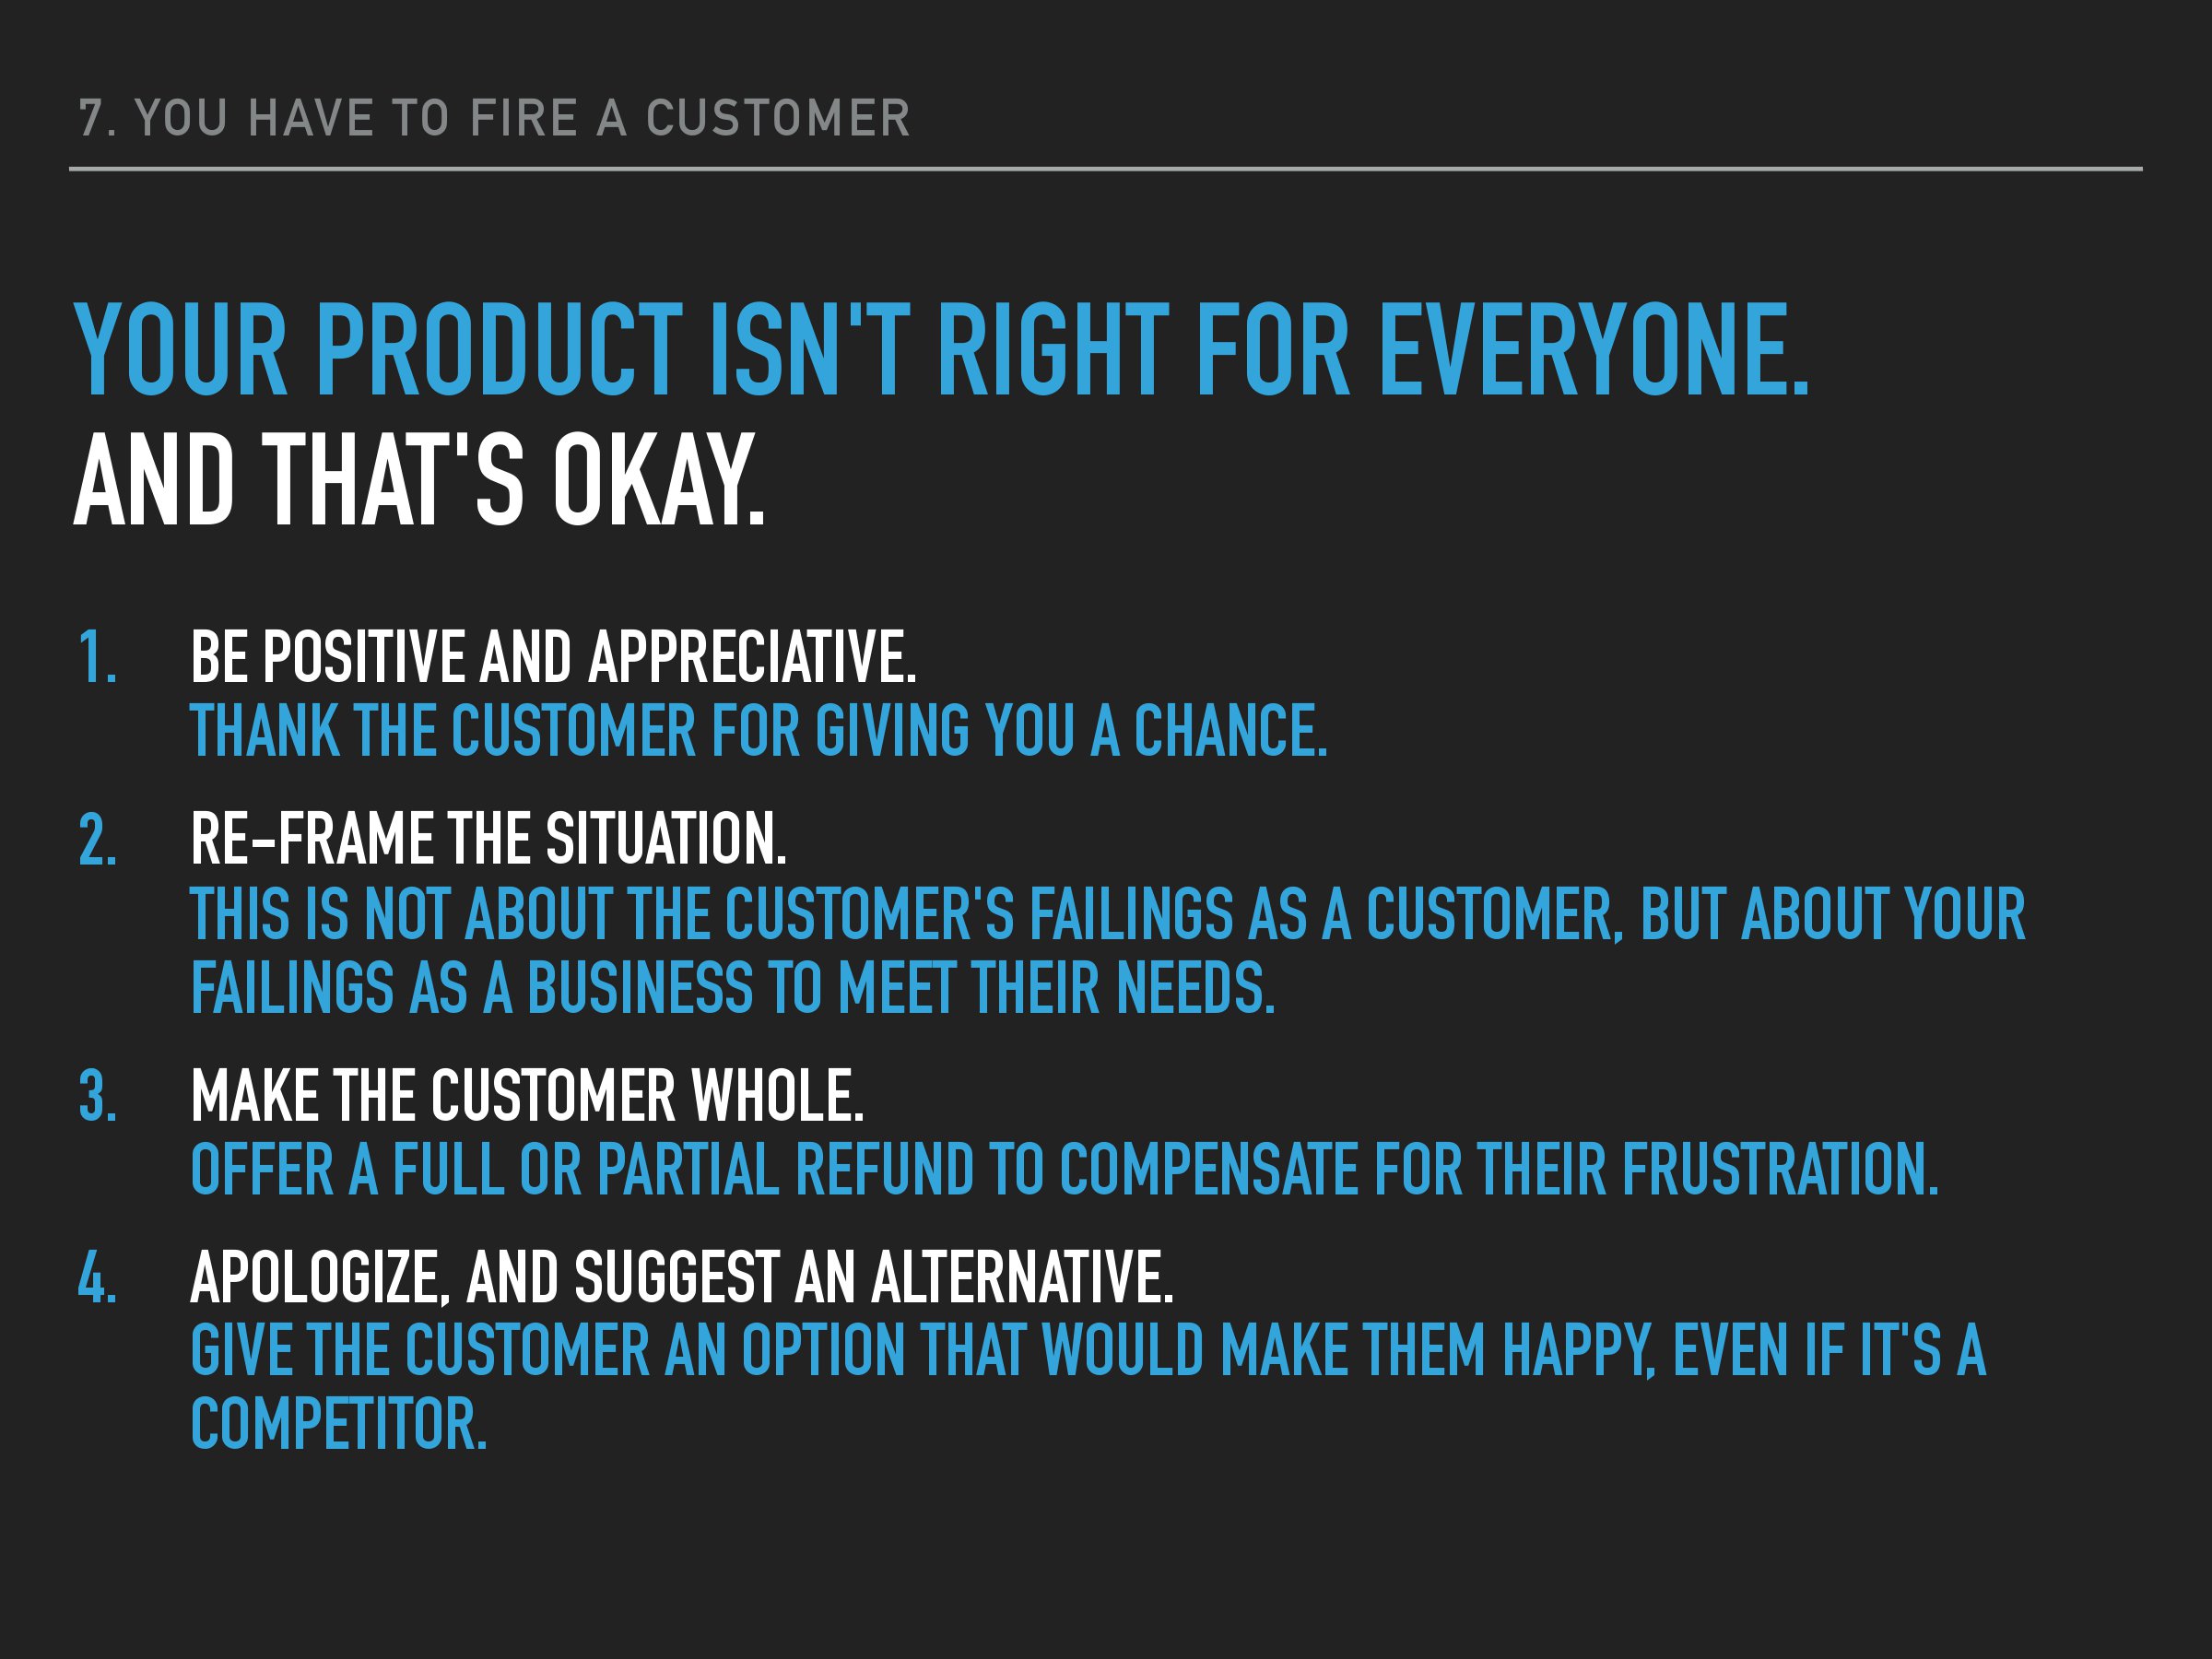 7. YOU HAVE TO FIRE A CUSTOMER
YOUR PRODUCT ISN'T RIGHT FOR EVERYONE.
AND THAT'S OKAY.
1. BE POSITIVE AND APPRECIATIVE.
THANK THE CUSTOMER FOR GIVING YOU A CHANCE.
2. RE-FRAME THE SITUATION.
THIS IS NOT ABOUT THE CUSTOMER'S FAILINGS AS A CUSTOMER, BUT ABOUT YOUR
FAILINGS AS A BUSINESS TO MEET THEIR NEEDS.
3. MAKE THE CUSTOMER WHOLE.
OFFER A FULL OR PARTIAL REFUND TO COMPENSATE FOR THEIR FRUSTRATION.
4. APOLOGIZE, AND SUGGEST AN ALTERNATIVE.
GIVE THE CUSTOMER AN OPTION THAT WOULD MAKE THEM HAPPY, EVEN IF IT'S A
COMPETITOR.